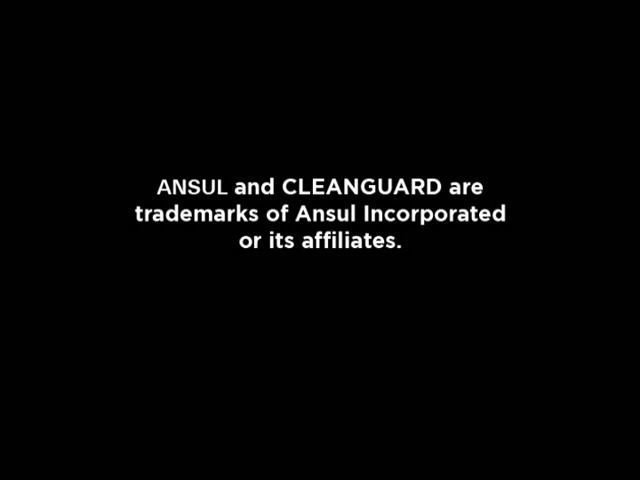 ANSUL and CLEANGUARD are
trademarks of Ansul Incorporated
or its affiliates.